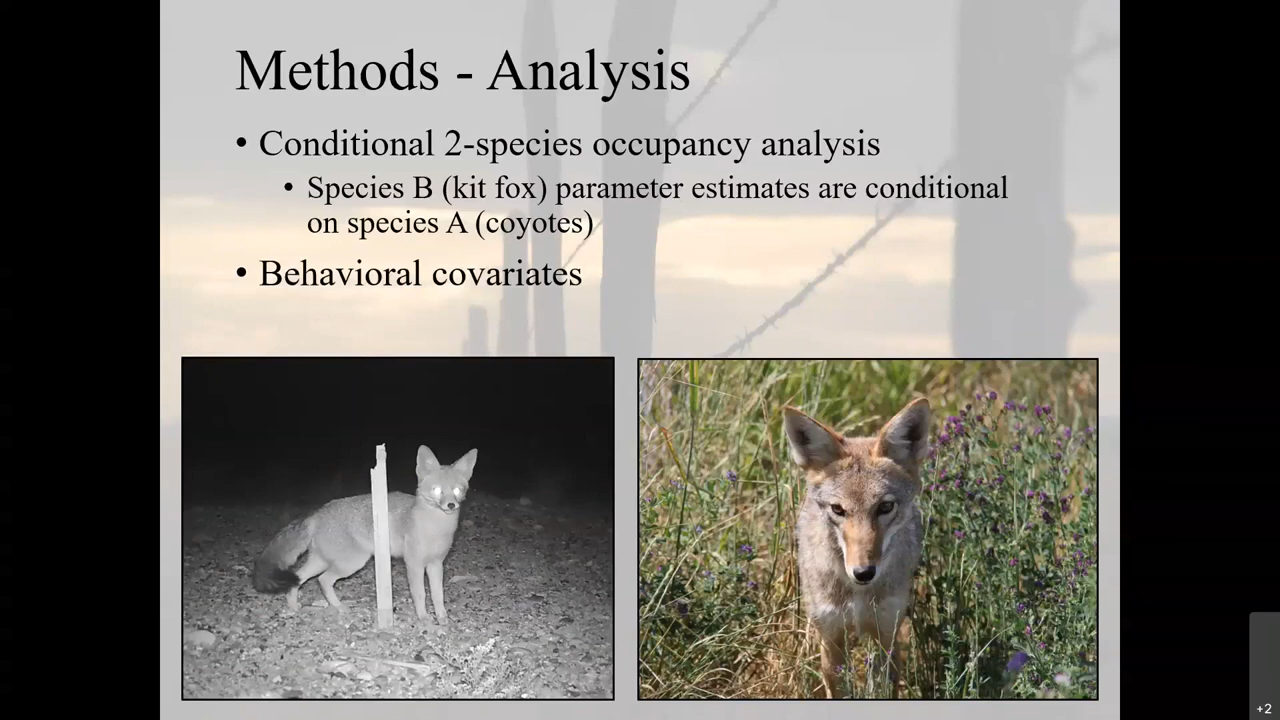 Methods - Analysis
• Conditional 2-species occupancy analysis
• Species B (kit fox) parameter estimates are conditional
on species A (coyotes)
• Behavioral covariates
+2